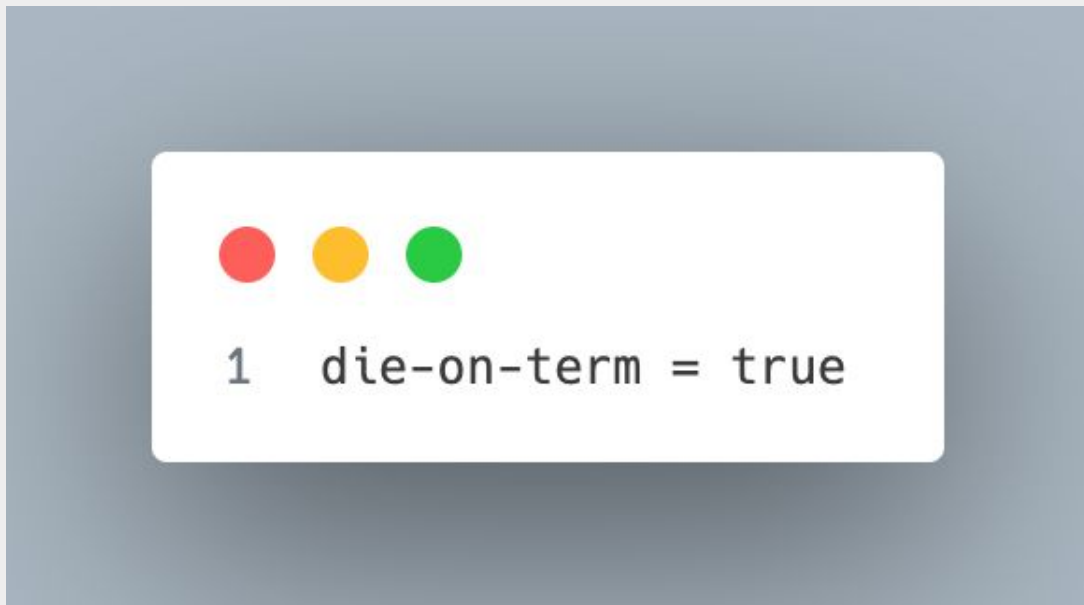 1 die-on-term = true